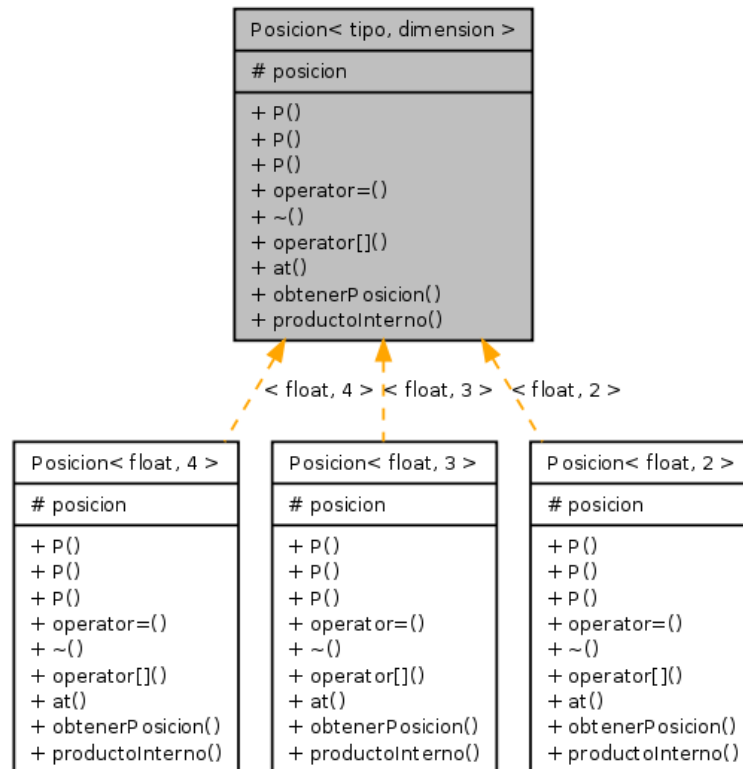 Posicion< tipo, dimension >
# posicion
+ P()
+ P()
+ P()
+ operator=()
+ ~()
+ operator[]()
+ at()
+ obtenerPosicion()
+ productoInterno()
< float, 4 >
< float, 3 >
< float, 2 >
Posicion< float, 4 >
# posicion
+ P()
+ P()
+ P()
+ operator=()
+ ~()
+ operator[]()
+ at()
+ obtenerPosicion()
+ productoInterno()
Posicion< float, 3 >
# posicion
+ P()
+ P()
+ P()
+ operator=()
+ ~()
+ operator[]()
+ at()
+ obtenerPosicion()
+ productoInterno()
Posicion< float, 2 >
# posicion
+ P()
+ P()
+ P()
+ operator=()
+ ~()
+ operator[]()
+ at()
+ obtenerPosicion()
+ productoInterno()